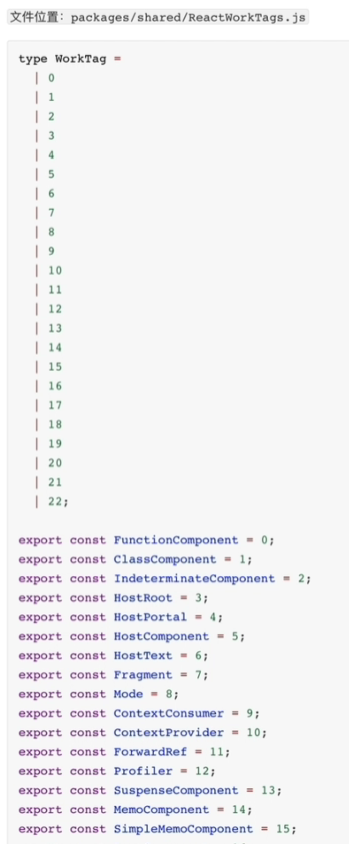 文件位置: packages/shared/ReactWorkTags.js
type WorkTag =
| 0
| 1
| 2
| 3
| 4
| 5
| 6
| 7
| 8
| 9
| 10
| 11
| 12
| 13
| 14
| 15
| 16
| 17
| 18
| 19
| 20
| 21
| 22;
export const FunctionComponent = 0;
export const ClassComponent = 1;
export const IndeterminateComponent = 2;
export const HostRoot = 3;
export const HostPortal = 4;
export const HostComponent = 5;
export const HostText = 6;
export const Fragment = 7;
export const Mode = 8;
export const ContextConsumer = 9;
export const ContextProvider = 10;
export const ForwardRef = 11;
export const Profiler = 12;
export const SuspenseComponent = 13;
export const MemoComponent = 14;
export const SimpleMemoComponent = 15;